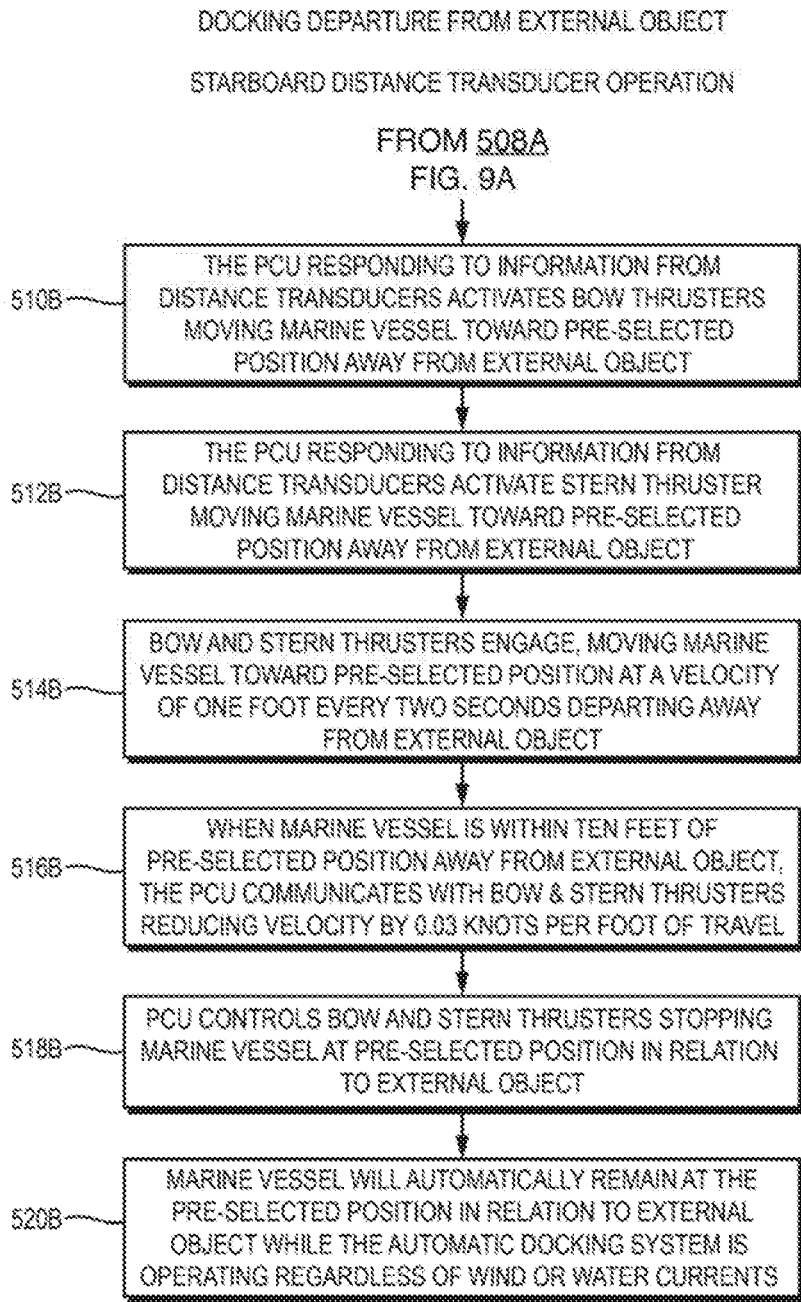 DOCKING DEPARTURE FROM EXTERNAL OBJECT
STARBOARD DISTANCE TRANSDUCER OPERATION
FROM 508A
FIG. 9A
510B
THE PCU RESPONDING TO INFORMATION FROM
DISTANCE TRANSDUCERS ACTIVATES BOW THRUSTERS
MOVING MARINE VESSEL TOWARD PRE-SELECTED
POSITION AWAY FROM EXTERNAL OBJECT
512B
THE PCU RESPONDING TO INFORMATION FROM
DISTANCE TRANSDUCERS ACTIVATE STERN THRUSTER
MOVING MARINE VESSEL TOWARD PRE-SELECTED
POSITION AWAY FROM EXTERNAL OBJECT
514B
BOW AND STERN THRUSTERS ENGAGE, MOVING MARINE
VESSEL TOWARD PRE-SELECTED POSITION AT A VELOCITY
OF ONE FOOT EVERY TWO SECONDS DEPARTING AWAY
FROM EXTERNAL OBJECT
516B
WHEN MARINE VESSEL IS WITHIN TEN FEET OF
PRE-SELECTED POSITION AWAY FROM EXTERNAL OBJECT,
THE PCU COMMUNICATES WITH BOW & STERN THRUSTERS
REDUCING VELOCITY BY 0.03 KNOTS PER FOOT OF TRAVEL
518B
PCU CONTROLS BOW AND STERN THRUSTERS STOPPING
MARINE VESSEL AT PRE-SELECTED POSITION IN RELATION
TO EXTERNAL OBJECT
520B
MARINE VESSEL WILL AUTOMATICALLY REMAIN AT THE
PRE-SELECTED POSITION IN RELATION TO EXTERNAL
OBJECT WHILE THE AUTOMATIC DOCKING SYSTEM IS
OPERATING REGARDLESS OF WIND OR WATER CURRENTS